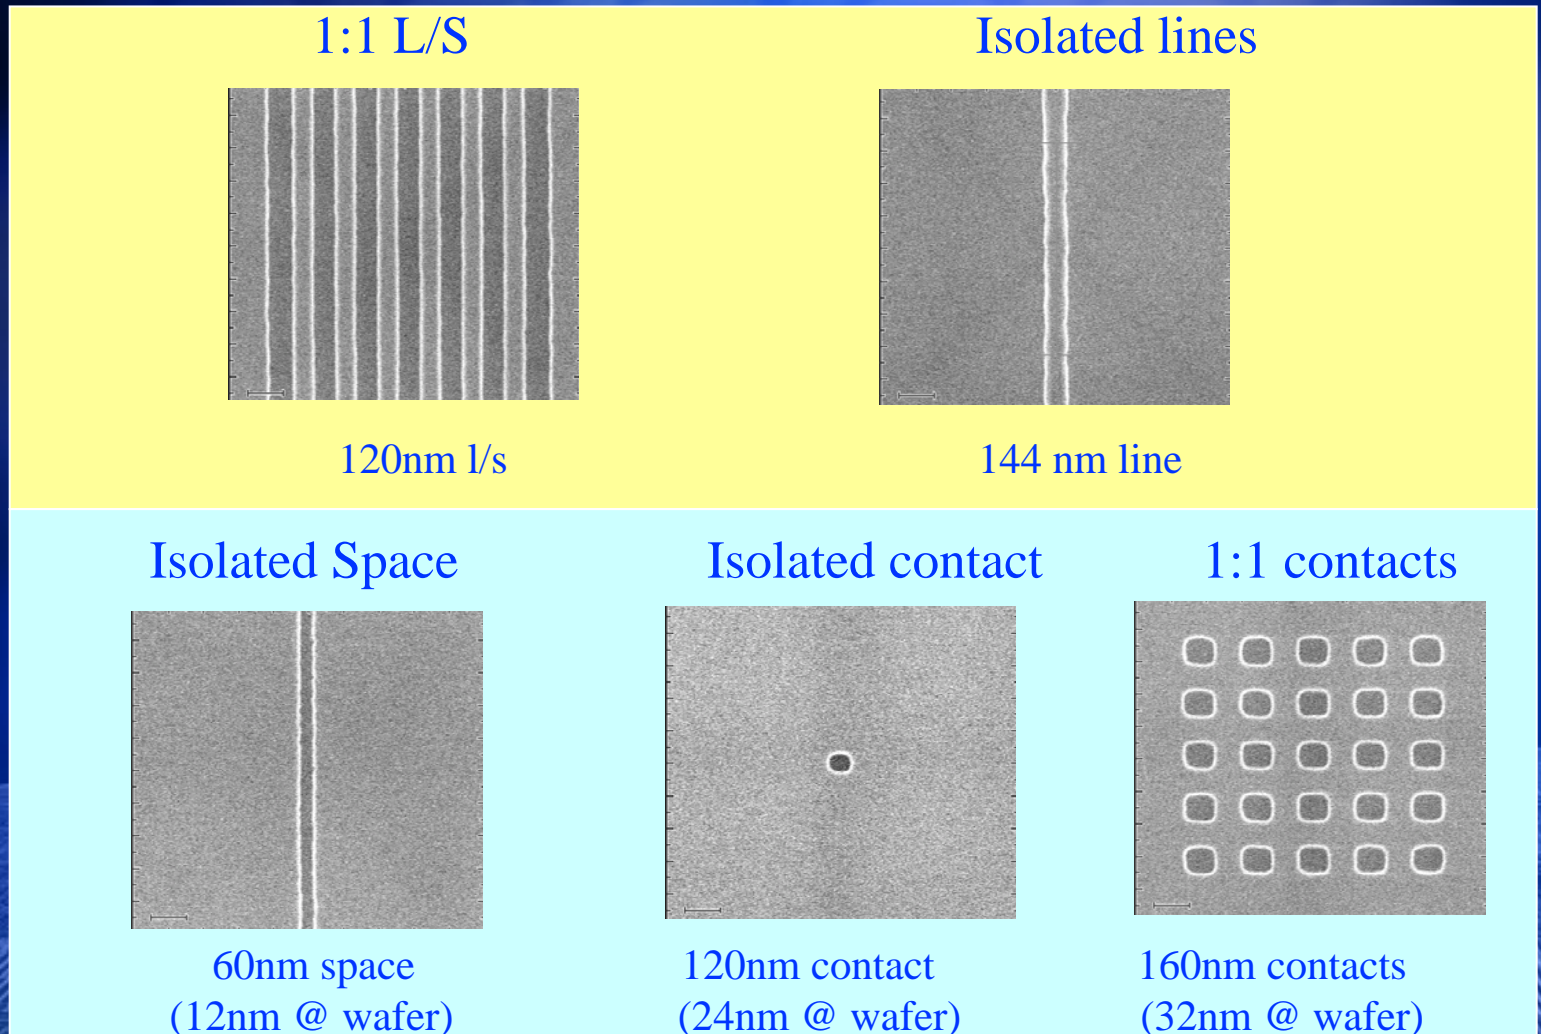 1:1 L/S
Isolated lines
120nm l/s
144 nm line
Isolated Space
Isolated contact
1:1 contacts
60nm space
(12nm @ wafer)
120nm contact
(24nm @ wafer)
160nm contacts
(32nm @ wafer)